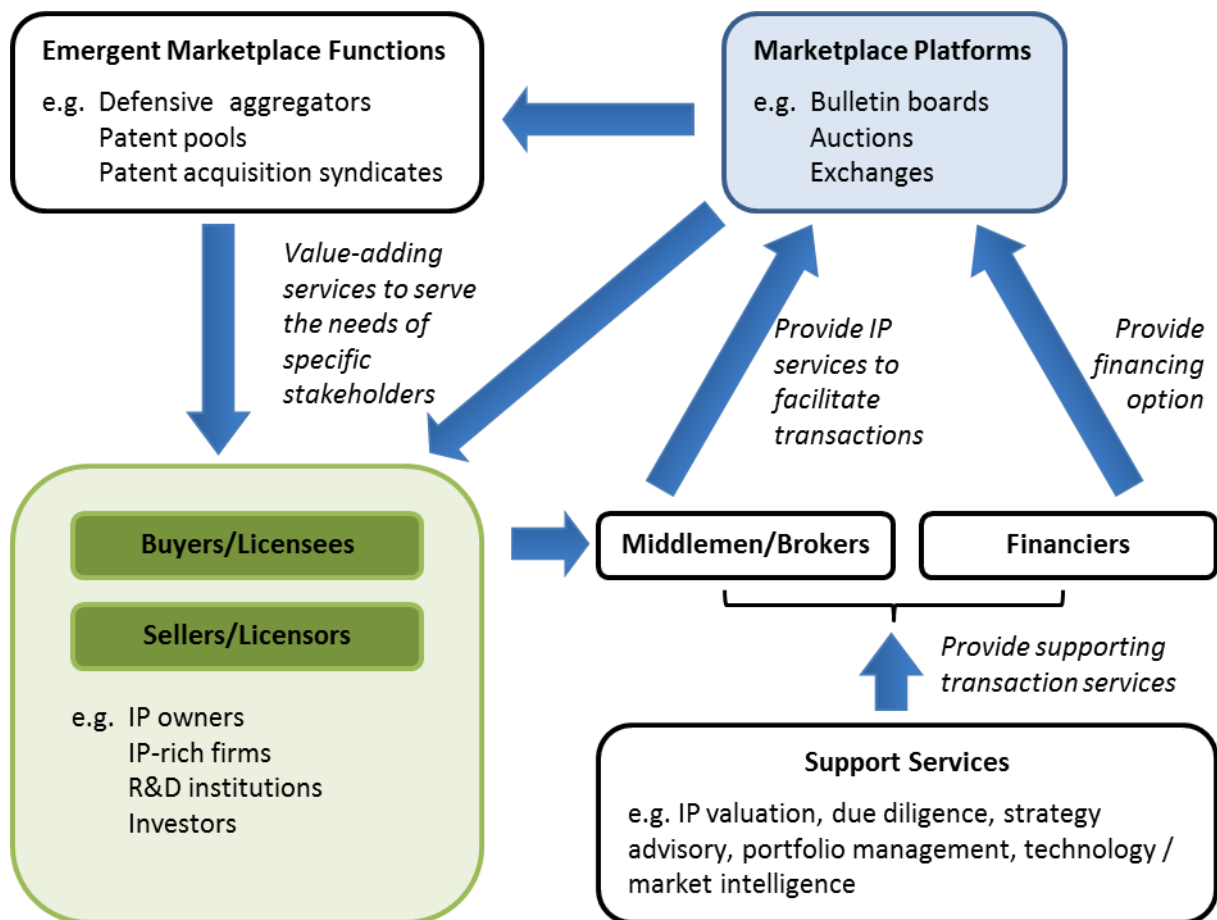 Emergent Marketplace Functions
e.g. Defensive aggregators
Patent pools
Patent acquisition syndicates
Marketplace Platforms
e.g. Bulletin boards
Auctions
Exchanges
Value-adding
services to serve
the needs of
specific
stakeholders
Provide IP
services to
facilitate
transactions
Provide
financing
option
Buyers/Licensees
Sellers/Licensors
e.g. IP owners
IP-rich firms
R&D institutions
Investors
Middlemen/Brokers
Financiers
Provide supporting
transaction services
Support Services
e.g. IP valuation, due diligence, strategy
advisory, portfolio management, technology /
market intelligence